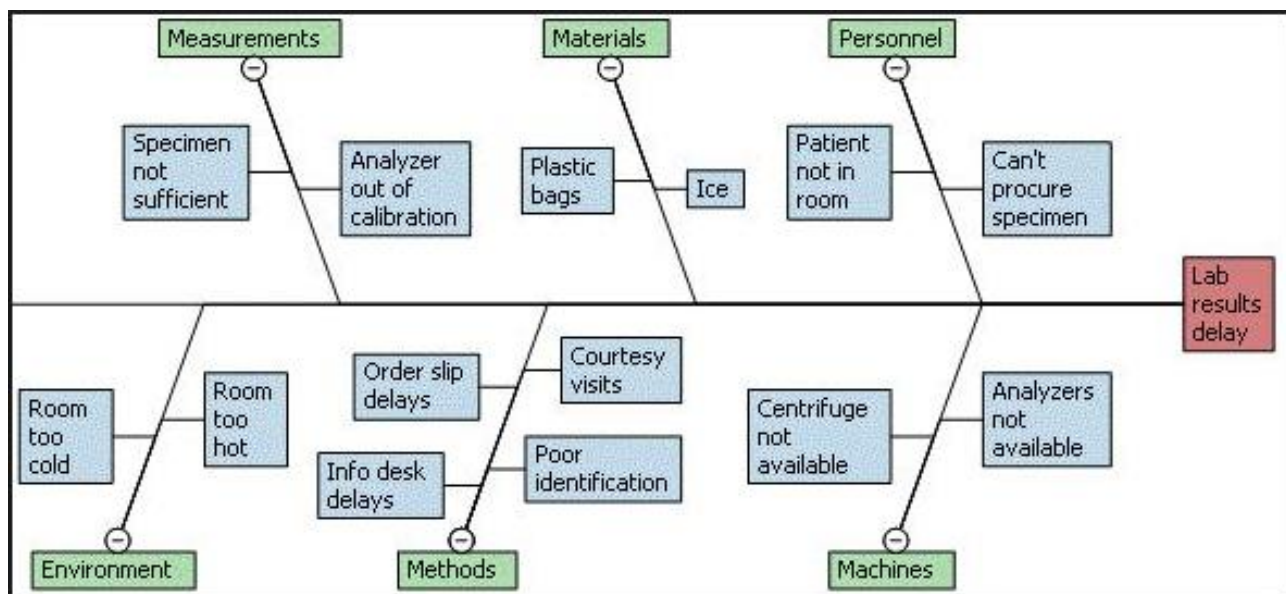 Measurements
Materials
Personnel
Specimen
not
sufficient
Analyzer
out of
calibration
Plastic
bags
Ice
Patient
not in
room
Can't
procure
specimen
Lab
results
delay
Room
too
cold
Room
too
hot
Order slip
delays
Courtesy
visits
Info desk
delays
Poor
identification
Centrifuge
not
available
Analyzers
not
available
Environment
Methods
Machines